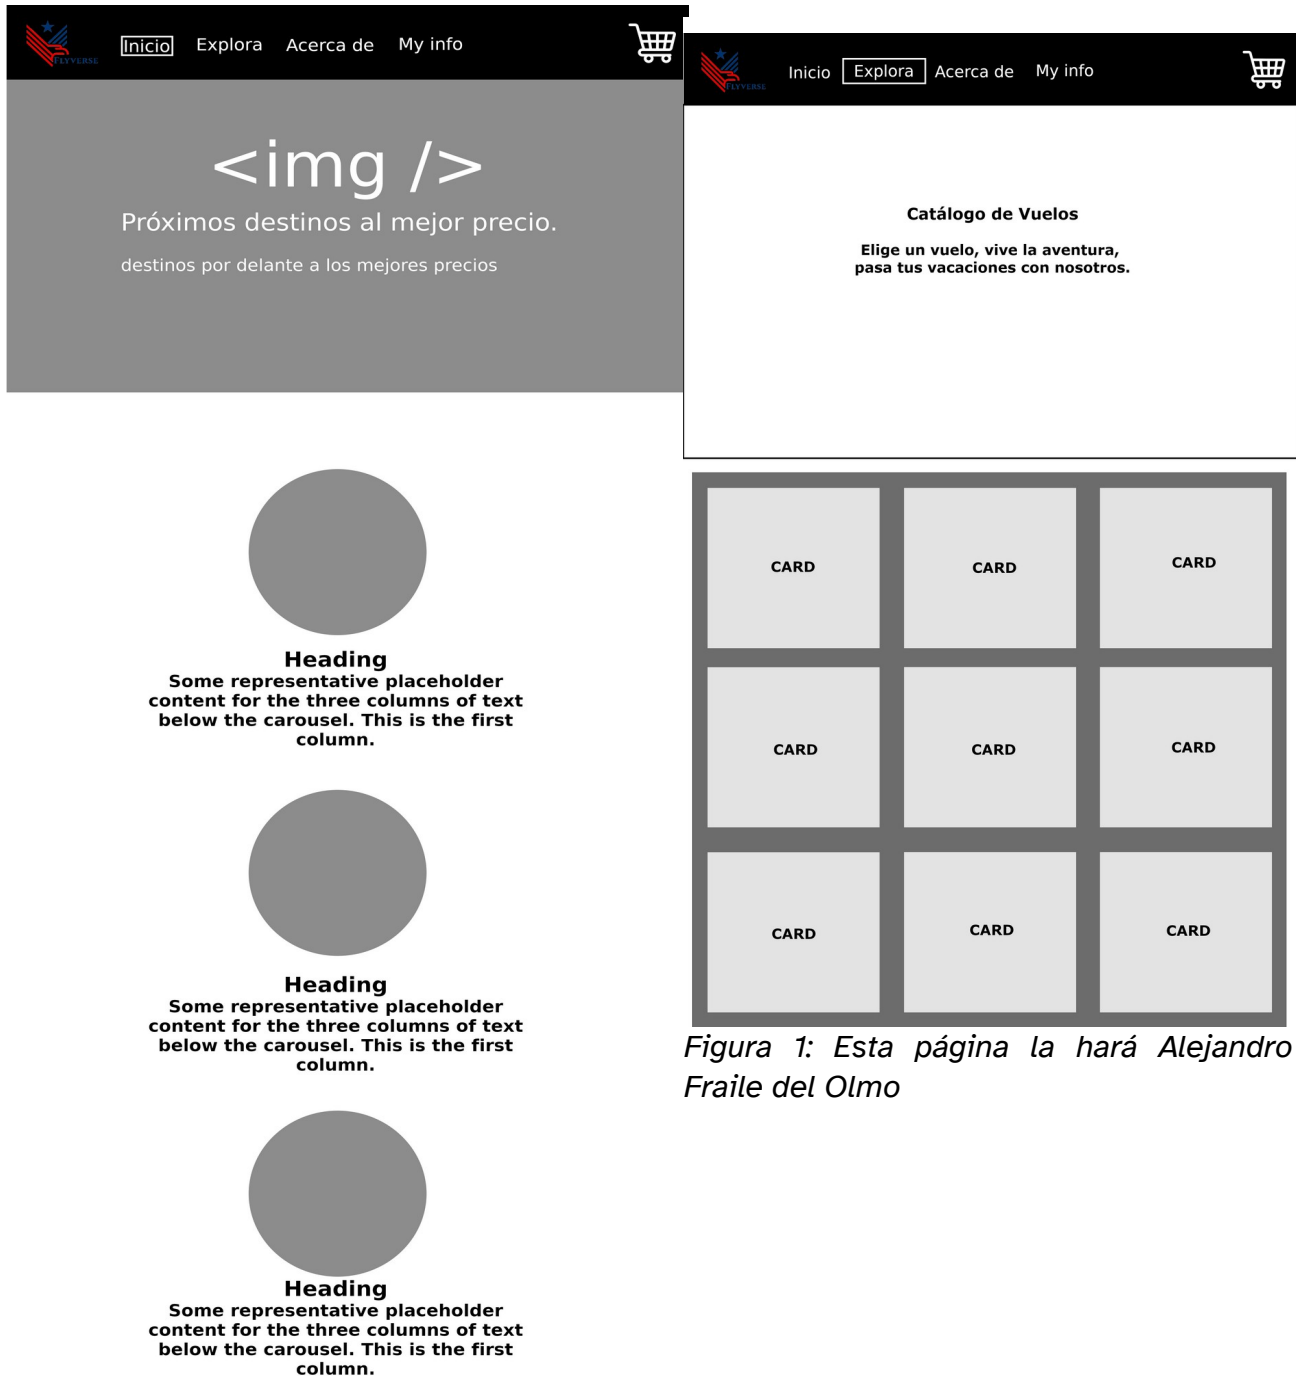 FLYVERSE
Inicio Explora Acerca de My info
<img />
Próximos destinos al mejor precio.
destinos por delante a los mejores precios
Heading
Some representative placeholder
content for the three columns of text
below the carousel. This is the first
column.
Heading
Some representative placeholder
content for the three columns of text
below the carousel. This is the first
column.
Heading
Some representative placeholder
content for the three columns of text
below the carousel. This is the first
column.
FLYVERSE
Inicio Explora Acerca de My info
Catálogo de Vuelos
Elige un vuelo, vive la aventura,
pasa tus vacaciones con nosotros.
CARD CARD CARD
CARD CARD CARD
CARD CARD CARD
Figura 1: Esta página la hará Alejandro
Fraile del Olmo